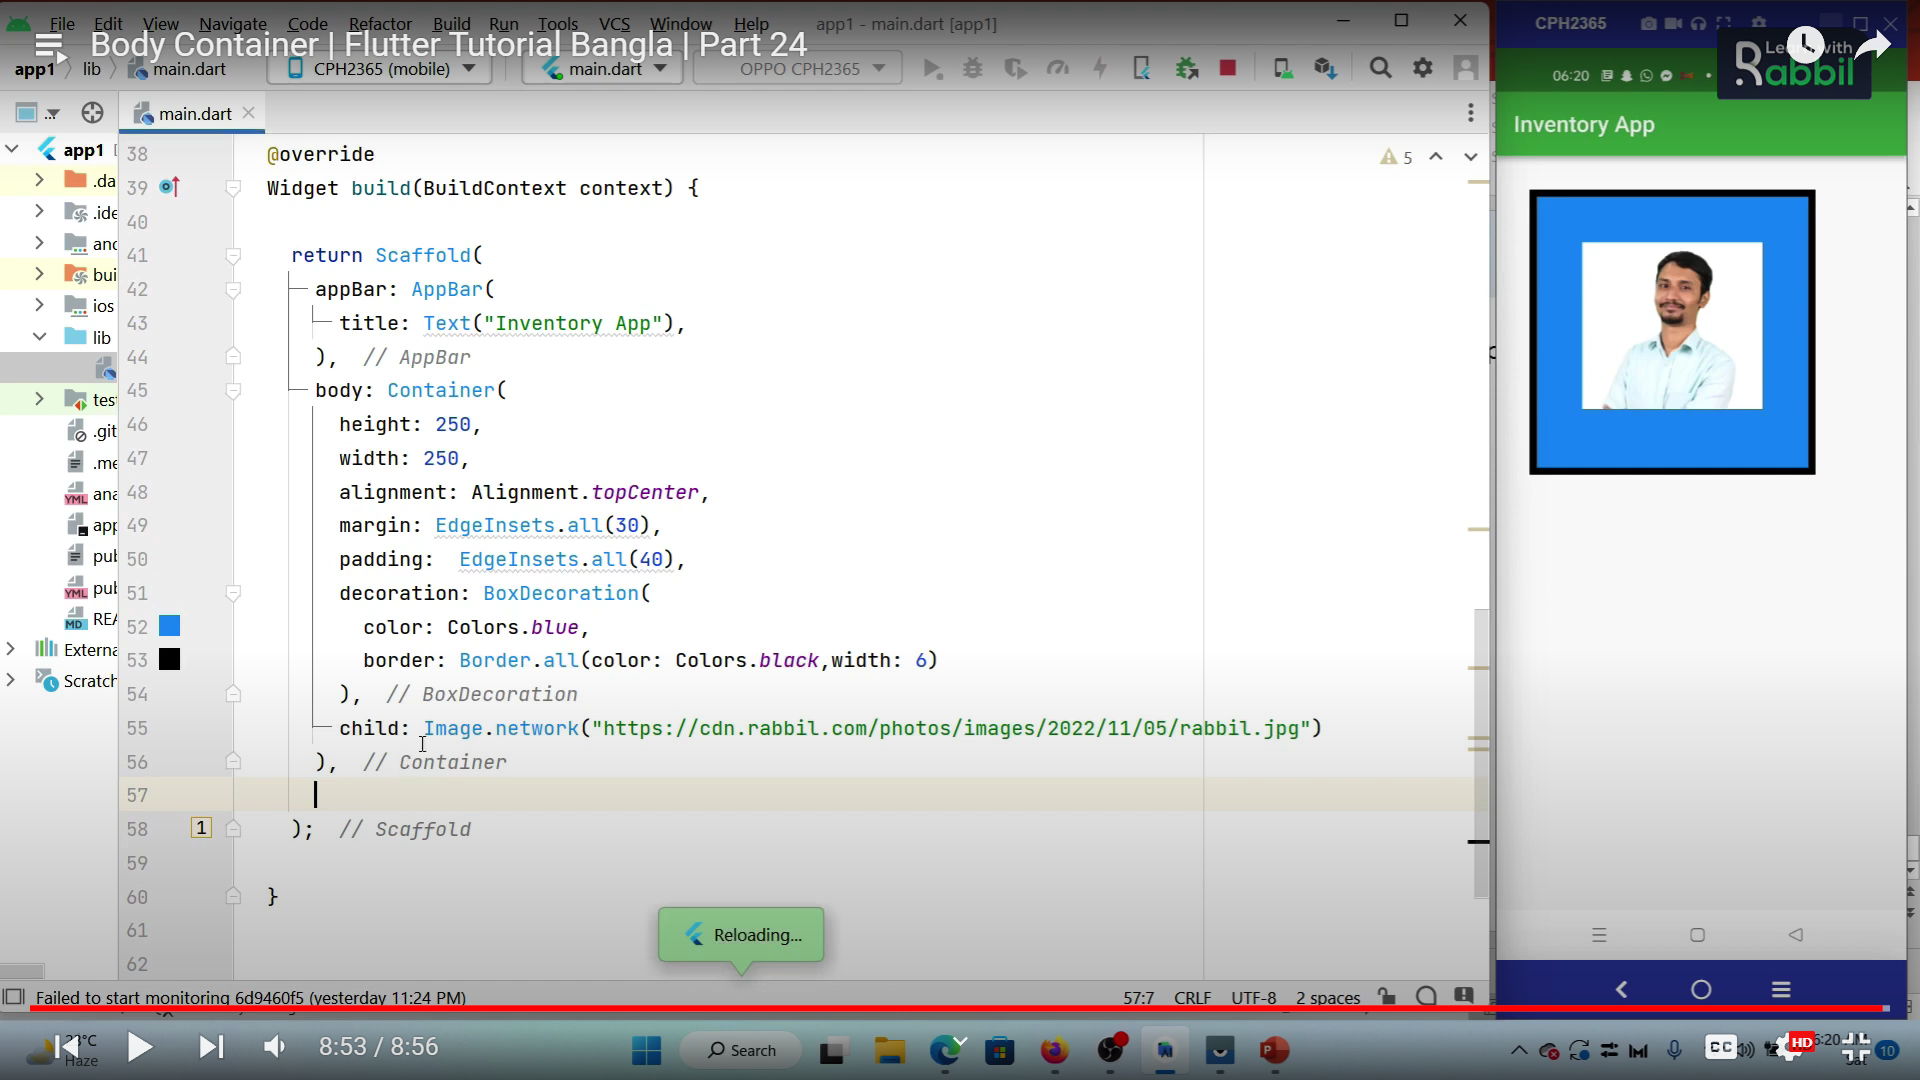 File Edit View Navigate Code Refactor Build Run Tools VCS Window Help app1 - main.dart [app1]
Body Container | Flutter Tutorial Bangla | Part 24
app1 lib main.dart CPH2365 (mobile) main.dart OPPO CPH2365
main.dart
app1
.da
.ide
and
bui
ios
lib
tes
.git
.me
YML ana
app
pub
YML pub
MD REA
Externa
Scratch
5
38 @override
39 Widget build(BuildContext context) {
40
41 return Scaffold(
42 appBar: AppBar(
43 title: Text("Inventory App"),
44 ), // AppBar
45 body: Container(
46 height: 250,
47 width: 250,
48 alignment: Alignment.topCenter,
49 margin: EdgeInsets.all(30),
50 padding:  EdgeInsets.all(40),
51 decoration: BoxDecoration(
52 color: Colors.blue,
53 border: Border.all(color: Colors.black,width: 6)
54 ), // BoxDecoration
55 child: Image.network("https://cdn.rabbil.com/photos/images/2022/11/05/rabbil.jpg")
56 ), // Container
57
58 1 ); // Scaffold
59
60 }
61
62
Reloading...
Failed to start monitoring 6d9460f5 (yesterday 11:24 PM)
57:7 CRLF UTF-8 2 spaces
CPH2365
Learn with
Rabbil
06:20
Inventory App
Haze
8:53 / 8:56
Search
CC
HD
10